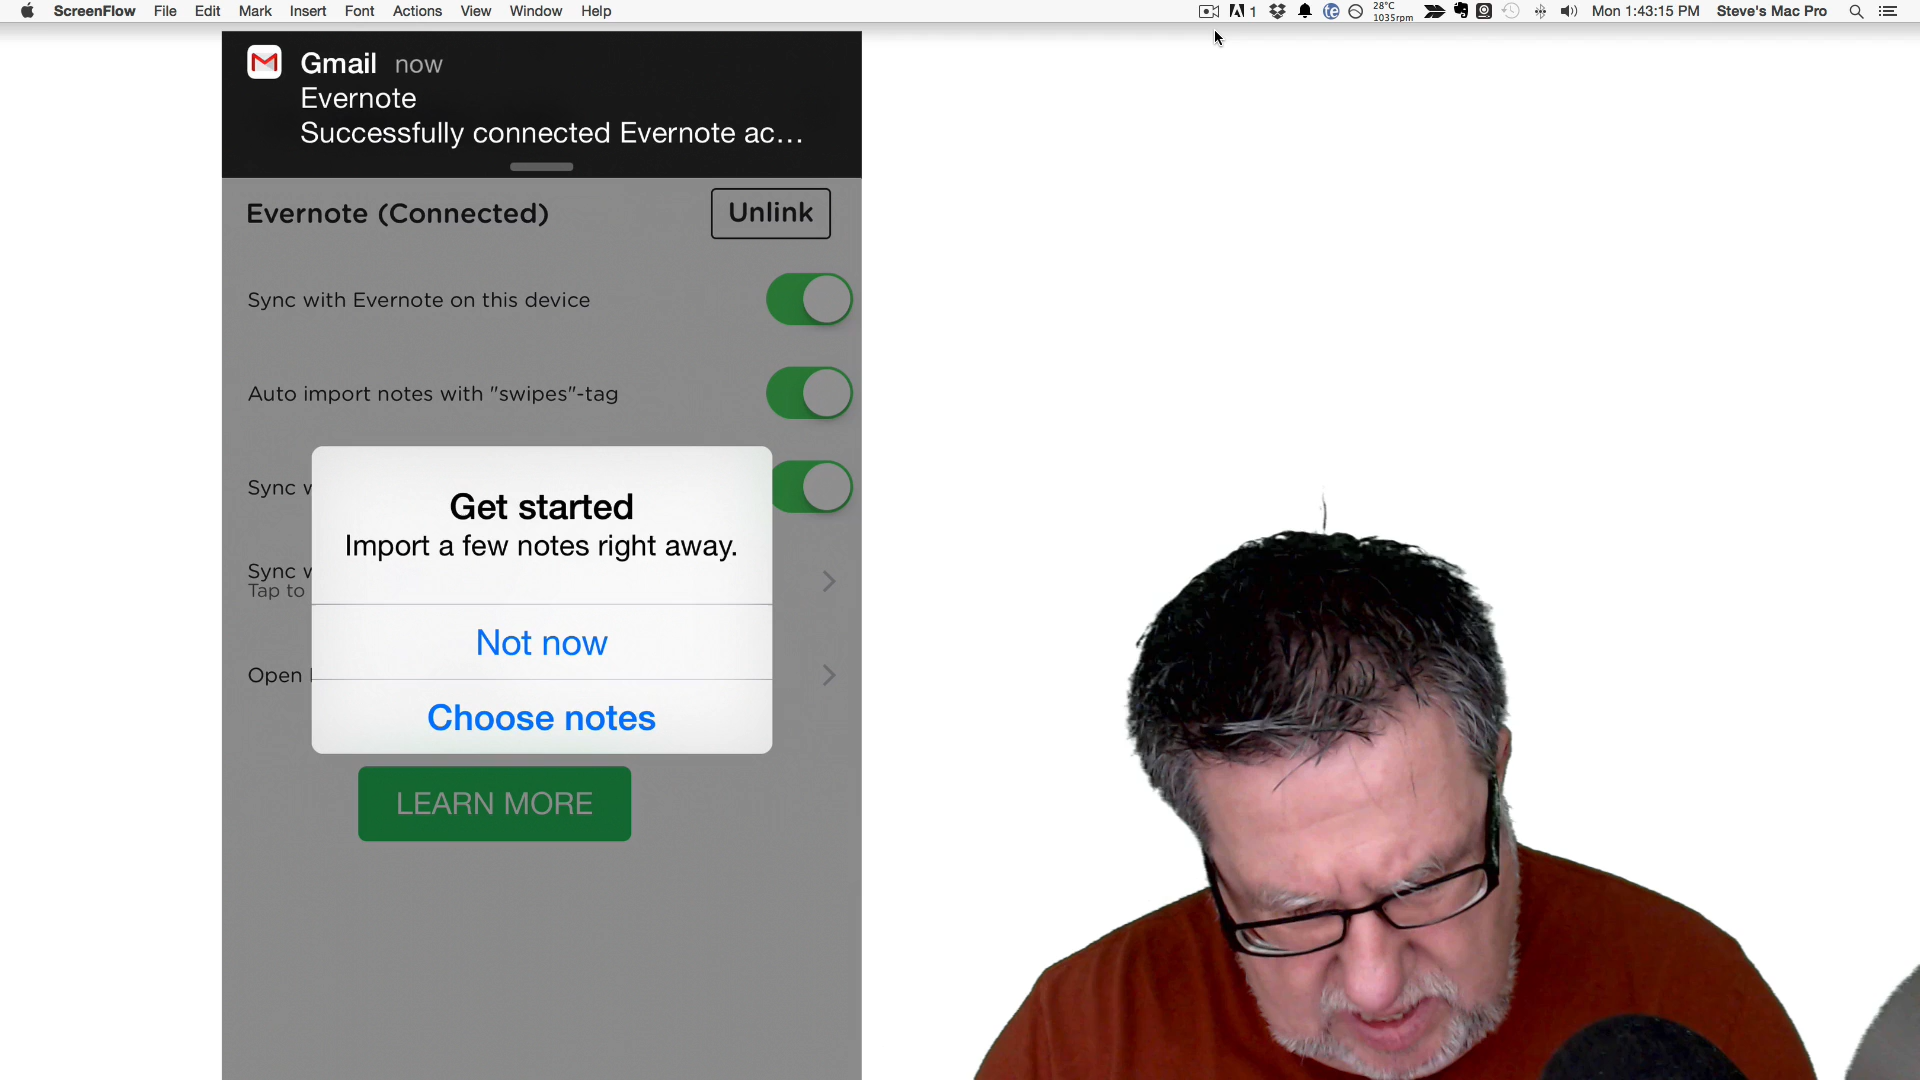 ScreenFlow File Edit Mark Insert Font Actions View Window Help 1 28°C 1035rpm Mon 1:43:15 PM Steve's Mac Pro
Gmail now
Evernote
Successfully connected Evernote ac...
Evernote (Connected) Unlink
Sync with Evernote on this device
Auto import notes with "swipes"-tag
Sync
Get started
Import a few notes right away.
Sync
Tap to
Not now
Open
Choose notes
LEARN MORE